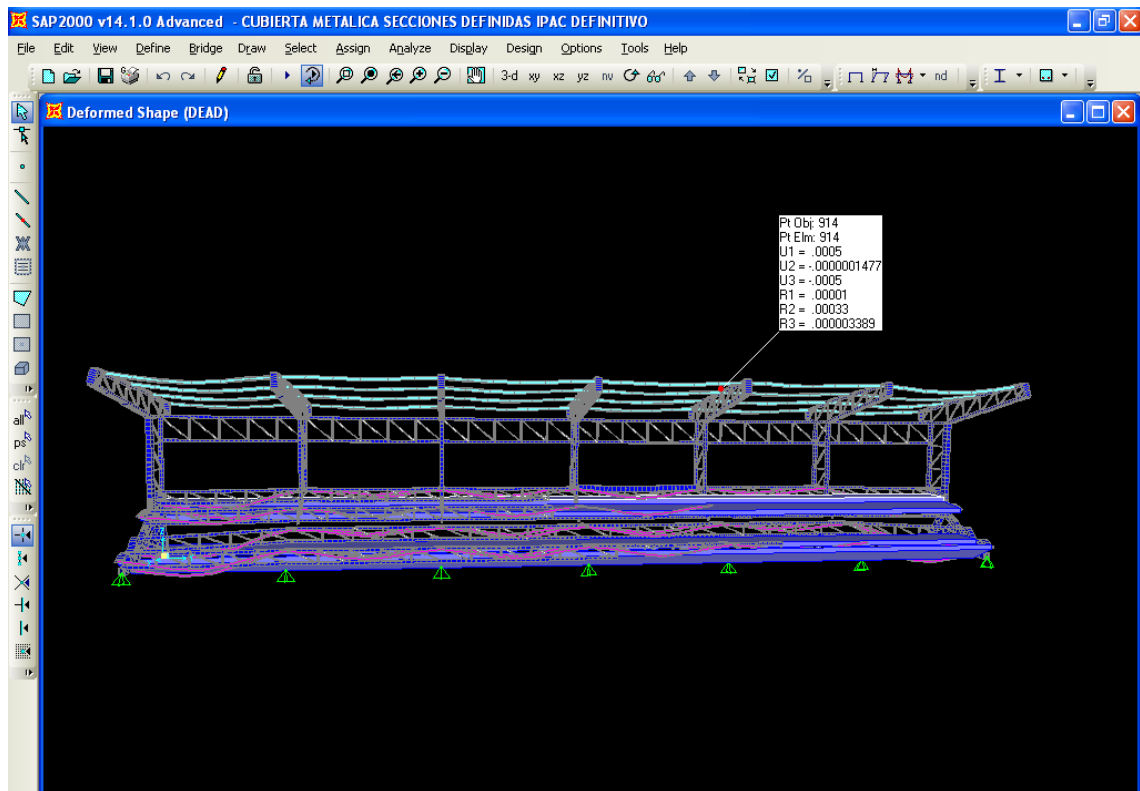 SAP2000 v14.1.0 Advanced - CUBIERTA METALICA SECCIONES DEFINIDAS IPAC DEFINITIVO
File Edit View Define Bridge Draw Select Assign Analyze Display Design Options Tools Help
3-d xy xz yz nv nd
Deformed Shape (DEAD)
Pt Obj: 914
Pt Elm: 914
U1 = .0005
U2 = -.0000001477
U3 = -.0005
R1 = .00001
R2 = .00033
R3 = .000003389
all
ps
clr
Z